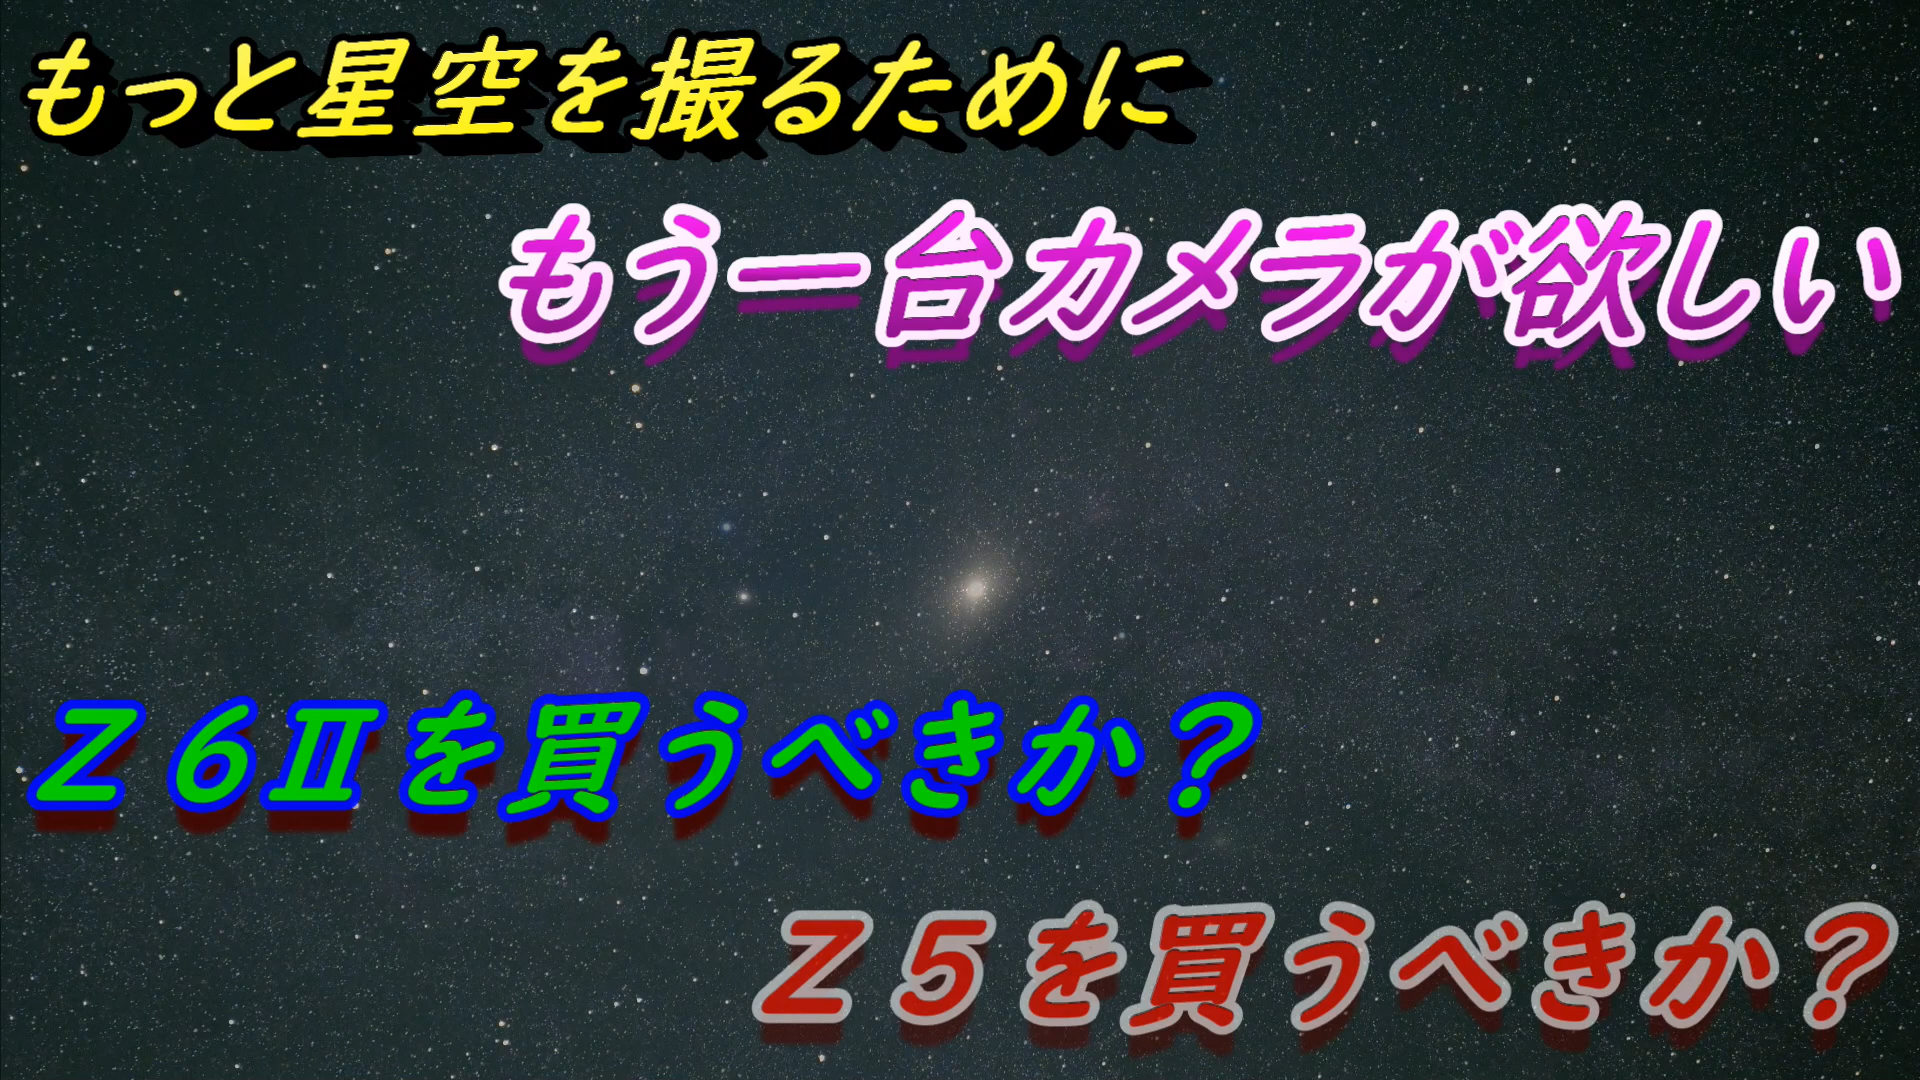 もっと星空を撮るために
もう一台カメラが欲しい
Ｚ６Ⅱを買うべきか？
Ｚ５を買うべきか？